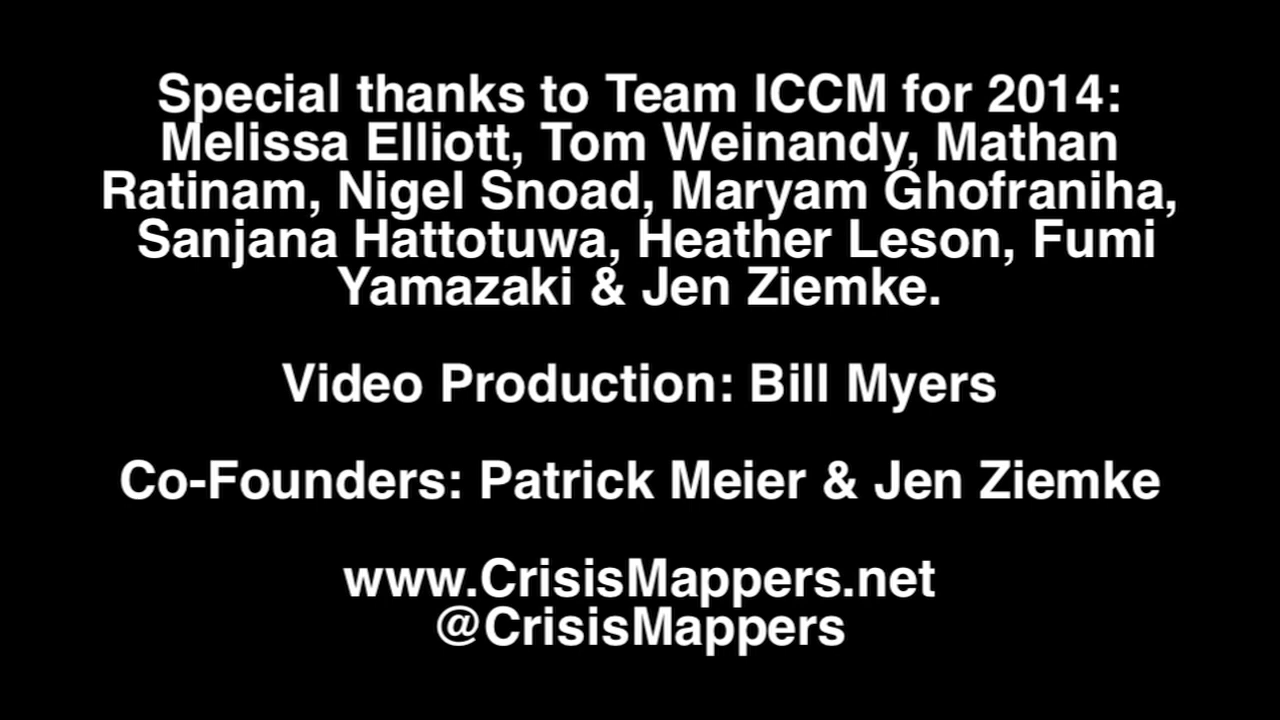 Special thanks to Team ICCM for 2014:
Melissa Elliott, Tom Weinandy, Mathan
Ratinam, Nigel Snoad, Maryam Ghofraniha,
Sanjana Hattotuwa, Heather Leson, Fumi
Yamazaki & Jen Ziemke.
Video Production: Bill Myers
Co-Founders: Patrick Meier & Jen Ziemke
www.CrisisMappers.net
@CrisisMappers